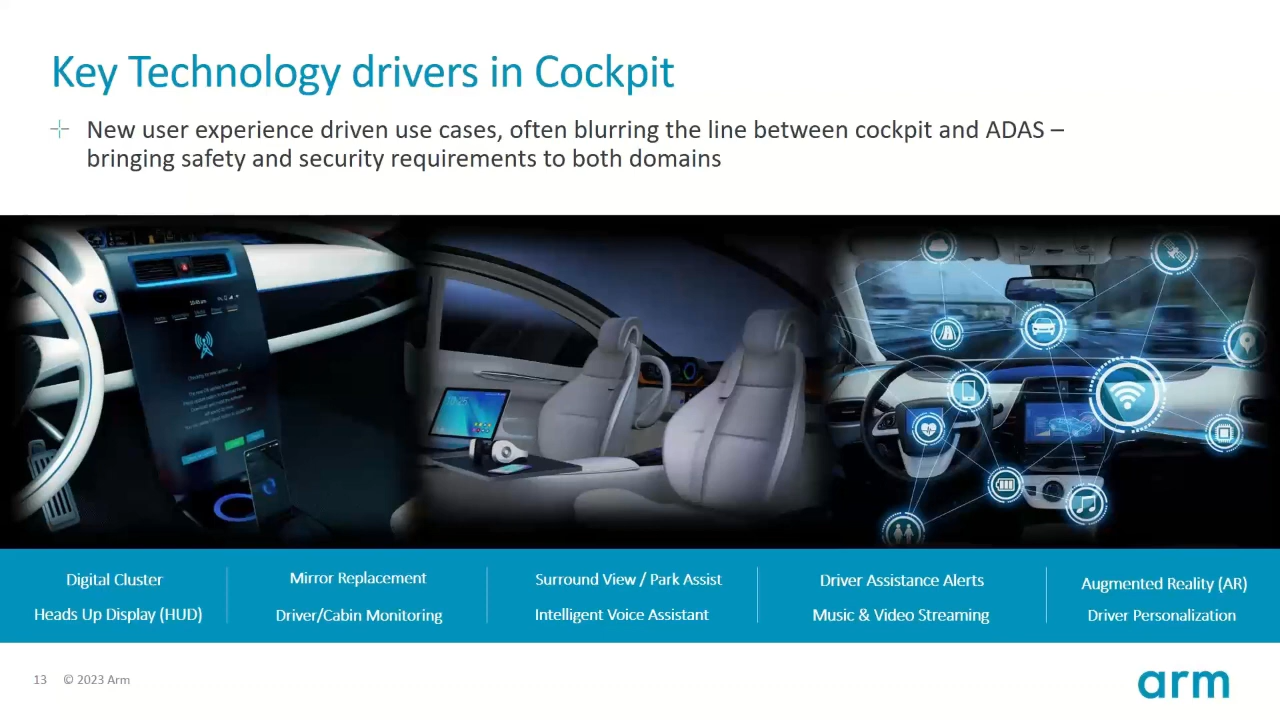 Key Technology drivers in Cockpit
New user experience driven use cases, often blurring the line between cockpit and ADAS –
bringing safety and security requirements to both domains
Digital Cluster
Heads Up Display (HUD)
Mirror Replacement
Driver/Cabin Monitoring
Surround View / Park Assist
Intelligent Voice Assistant
Driver Assistance Alerts
Music & Video Streaming
Augmented Reality (AR)
Driver Personalization
13 © 2023 Arm
arm